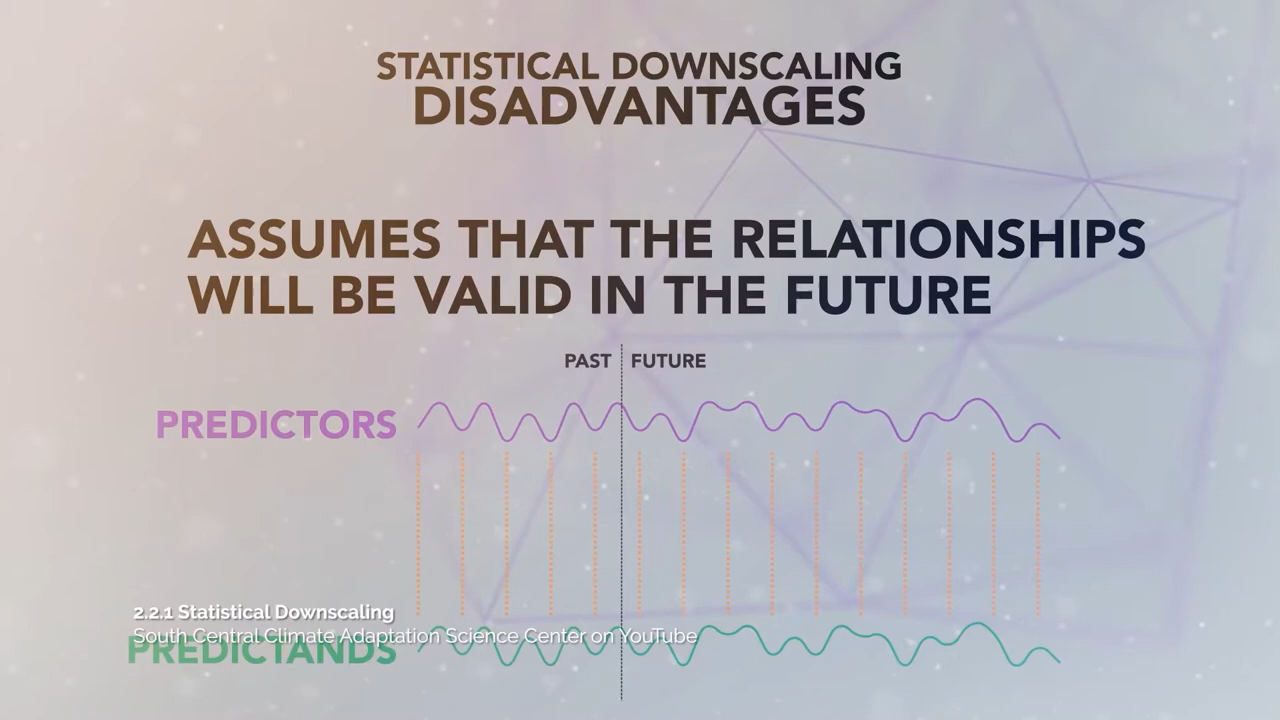 STATISTICAL DOWNSCALING
DISADVANTAGES
ASSUMES THAT THE RELATIONSHIPS
WILL BE VALID IN THE FUTURE
PAST FUTURE
PREDICTORS
2.2.1 Statistical Downscaling
South Central Climate Adaptation Science Center on YouTube
PREDICTANDS